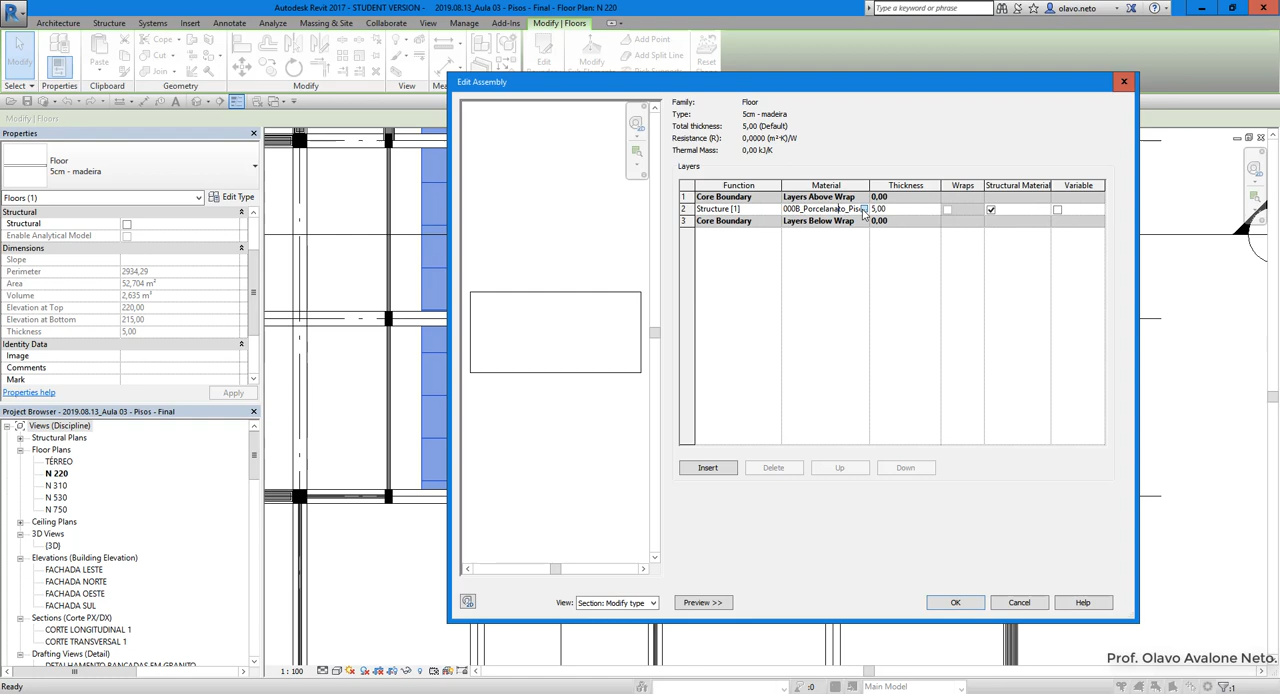 Autodesk Revit 2017 - STUDENT VERSION - 2019.08.13_Aula 03 - Pisos - Final - Floor Plan: N 220
Type a keyword or phrase
olavo.neto
Architecture Structure Systems Insert Annotate Analyze Massing & Site Collaborate View Manage Add-Ins Modify | Floors
Modify
Paste
Cope
Cut
Join
Edit
Modify
Add Point
Add Split Line
Reset
Select Properties Clipboard Geometry Modify View
Modify | Floors
Properties
Floor
5cm - madeira
Floors (1)
Edit Type
Structural
Structural
Enable Analytical Model
Dimensions
Slope
Perimeter 2934,29
Area 52,704 m²
Volume 2,635 m³
Elevation at Top 220,00
Elevation at Bottom 215,00
Thickness 5,00
Identity Data
Image
Comments
Mark
Properties help
Apply
Project Browser - 2019.08.13_Aula 03 - Pisos - Final
Views (Discipline)
Structural Plans
Floor Plans
TÉRREO
N 220
N 310
N 530
N 750
Ceiling Plans
3D Views
{3D}
Elevations (Building Elevation)
FACHADA LESTE
FACHADA NORTE
FACHADA OESTE
FACHADA SUL
Sections (Corte PX/DX)
CORTE LONGITUDINAL 1
CORTE TRANSVERSAL 1
Drafting Views (Detail)
DETALHAMENTO BANCADAS EM GRANITO
Edit Assembly
Family: Floor
Type: 5cm - madeira
Total thickness: 5,00 (Default)
Resistance (R): 0,0000 (m²·K)/W
Thermal Mass: 0,00 kJ/K
Layers
Function Material Thickness Wraps Structural Material Variable
1 Core Boundary Layers Above Wrap 0,00
2 Structure [1] 000B_Porcelanato_Piso 5,00
3 Core Boundary Layers Below Wrap 0,00
Insert Delete Up Down
View: Section: Modify type
Preview >>
OK Cancel Help
1 : 100
Prof. Olavo Avalone Neto.
Ready
:0
Main Model
:1